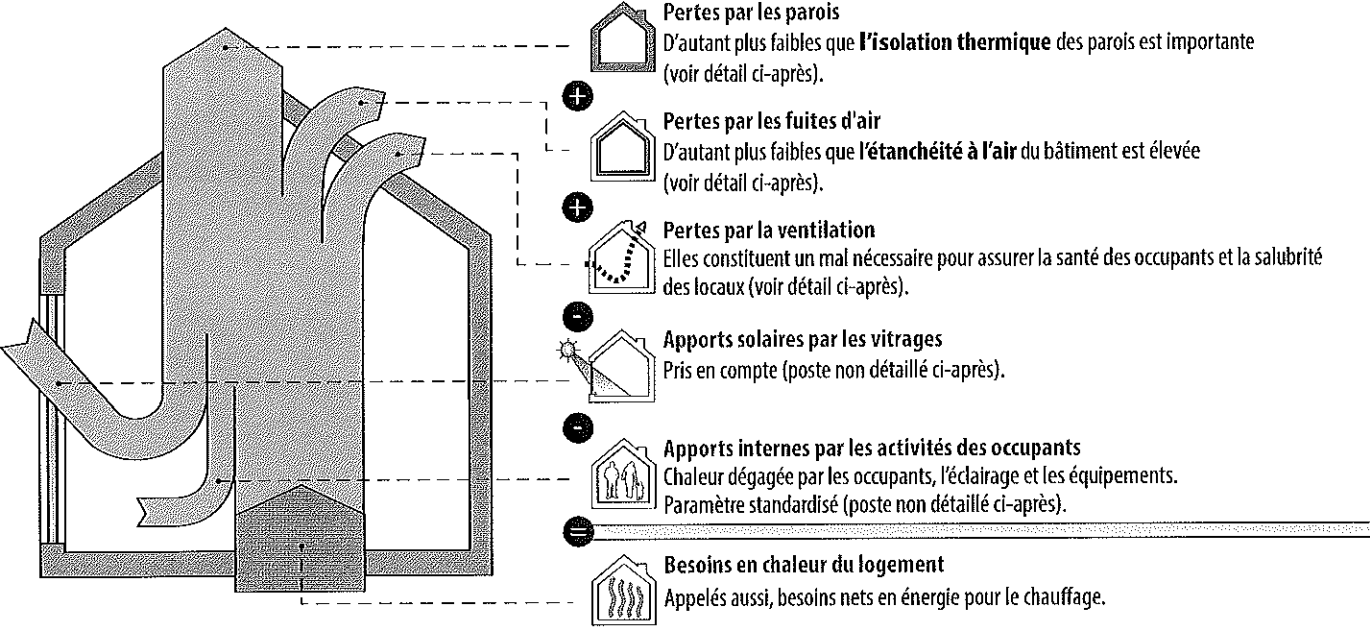 Pertes par les parois
D'autant plus faibles que l'isolation thermique des parois est importante
(voir détail ci-après).
+
Pertes par les fuites d'air
D'autant plus faibles que l'étanchéité à l'air du bâtiment est élevée
(voir détail ci-après).
+
Pertes par la ventilation
Elles constituent un mal nécessaire pour assurer la santé des occupants et la salubrité
des locaux (voir détail ci-après).
-
Apports solaires par les vitrages
Pris en compte (poste non détaillé ci-après).
-
Apports internes par les activités des occupants
Chaleur dégagée par les occupants, l'éclairage et les équipements.
Paramètre standardisé (poste non détaillé ci-après).
=
Besoins en chaleur du logement
Appelés aussi, besoins nets en énergie pour le chauffage.